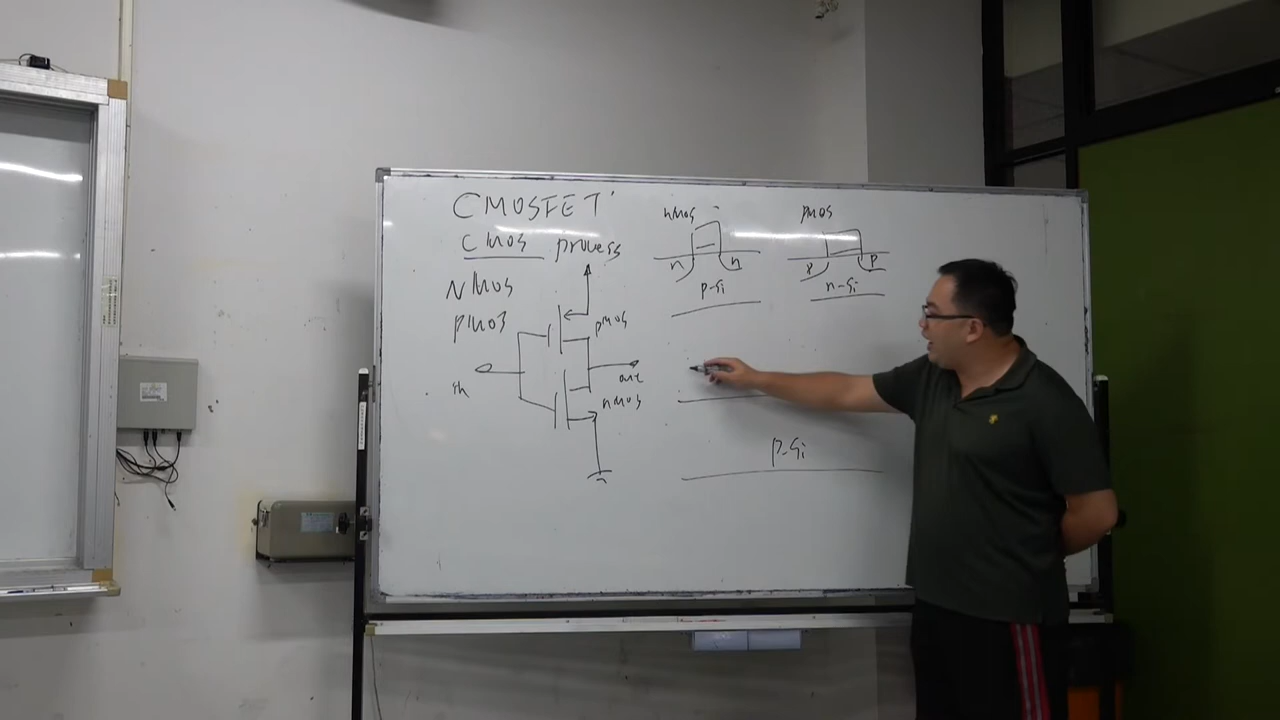 CMOSFET
CMOS process
NMOS
PMOS
PMOS
in
out
nMOS
nMOS
n
n
p-Si
PMOS
P
P
n-Si
P-Si